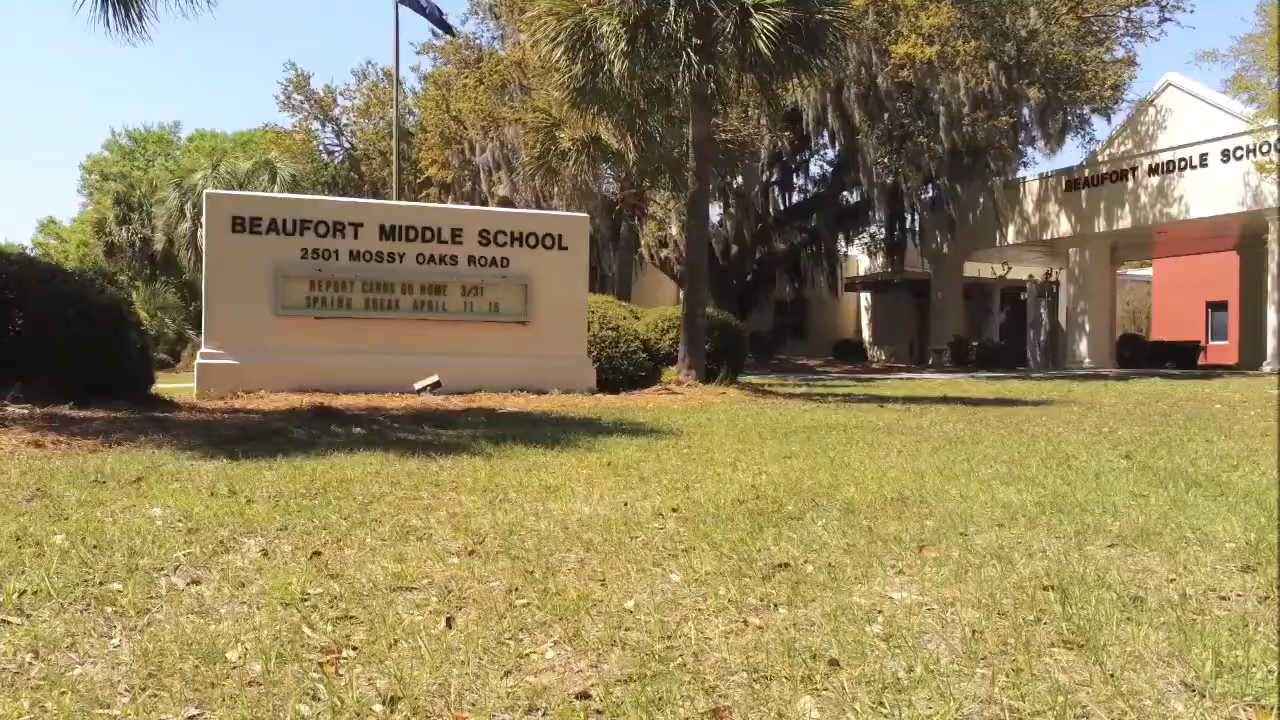 BEAUFORT MIDDLE SCHOOL
2501 MOSSY OAKS ROAD
REPORT CARDS GO HOME 3/31
SPRING BREAK APRIL 11-15
BEAUFORT MIDDLE SCHOO